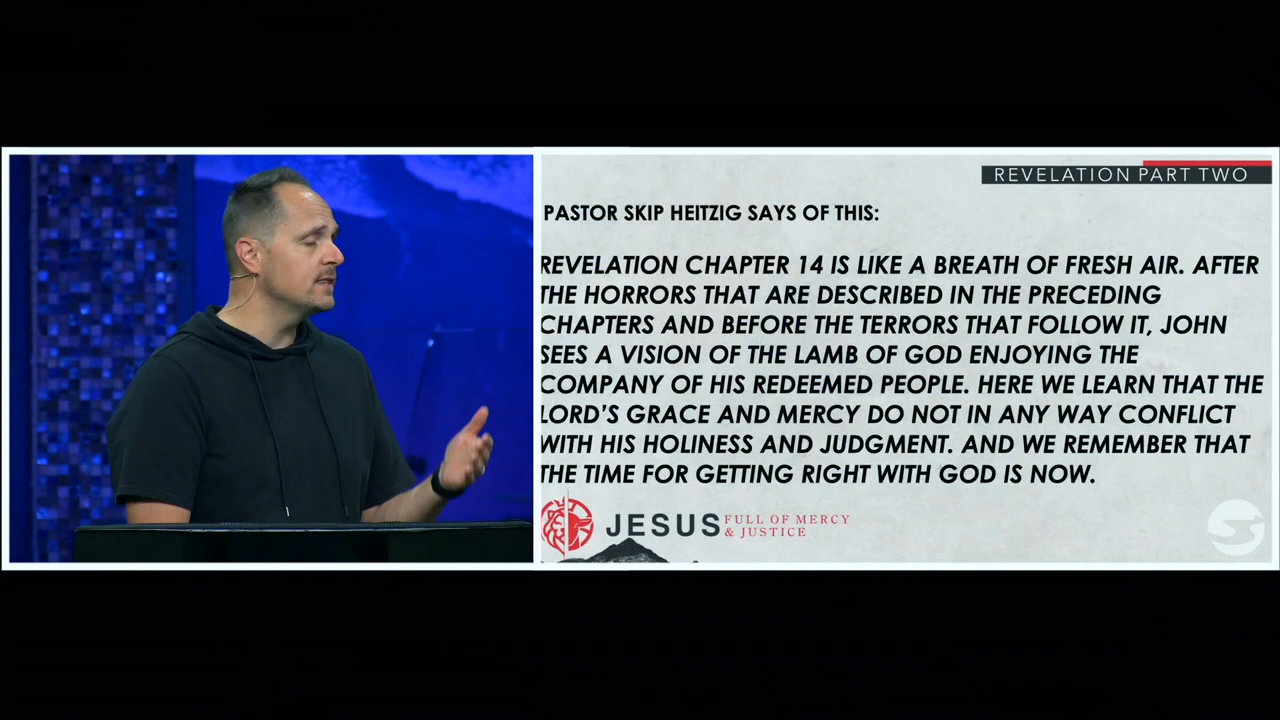 REVELATION PART TWO
PASTOR SKIP HEITZIG SAYS OF THIS:
REVELATION CHAPTER 14 IS LIKE A BREATH OF FRESH AIR. AFTER
THE HORRORS THAT ARE DESCRIBED IN THE PRECEDING
CHAPTERS AND BEFORE THE TERRORS THAT FOLLOW IT, JOHN
SEES A VISION OF THE LAMB OF GOD ENJOYING THE
COMPANY OF HIS REDEEMED PEOPLE. HERE WE LEARN THAT THE
LORD'S GRACE AND MERCY DO NOT IN ANY WAY CONFLICT
WITH HIS HOLINESS AND JUDGMENT. AND WE REMEMBER THAT
THE TIME FOR GETTING RIGHT WITH GOD IS NOW.
JESUS FULL OF MERCY
& JUSTICE